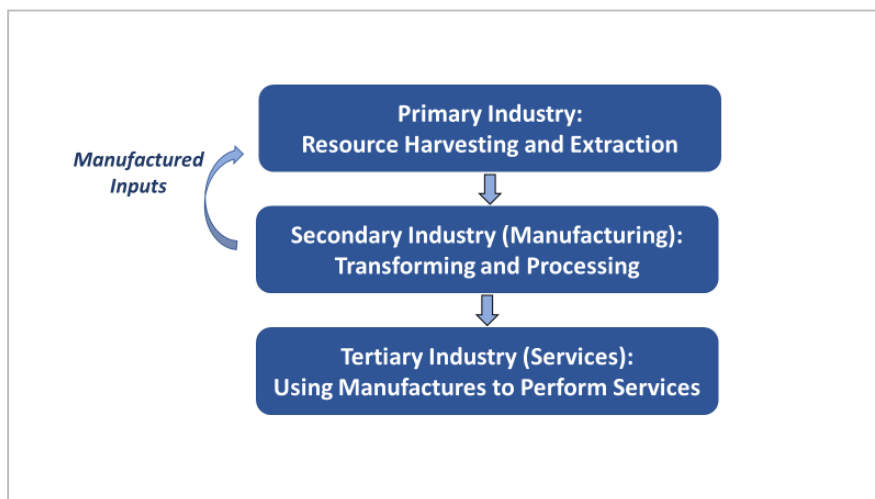 Primary Industry:
Resource Harvesting and Extraction
Manufactured
Inputs
Secondary Industry (Manufacturing):
Transforming and Processing
Tertiary Industry (Services):
Using Manufactures to Perform Services